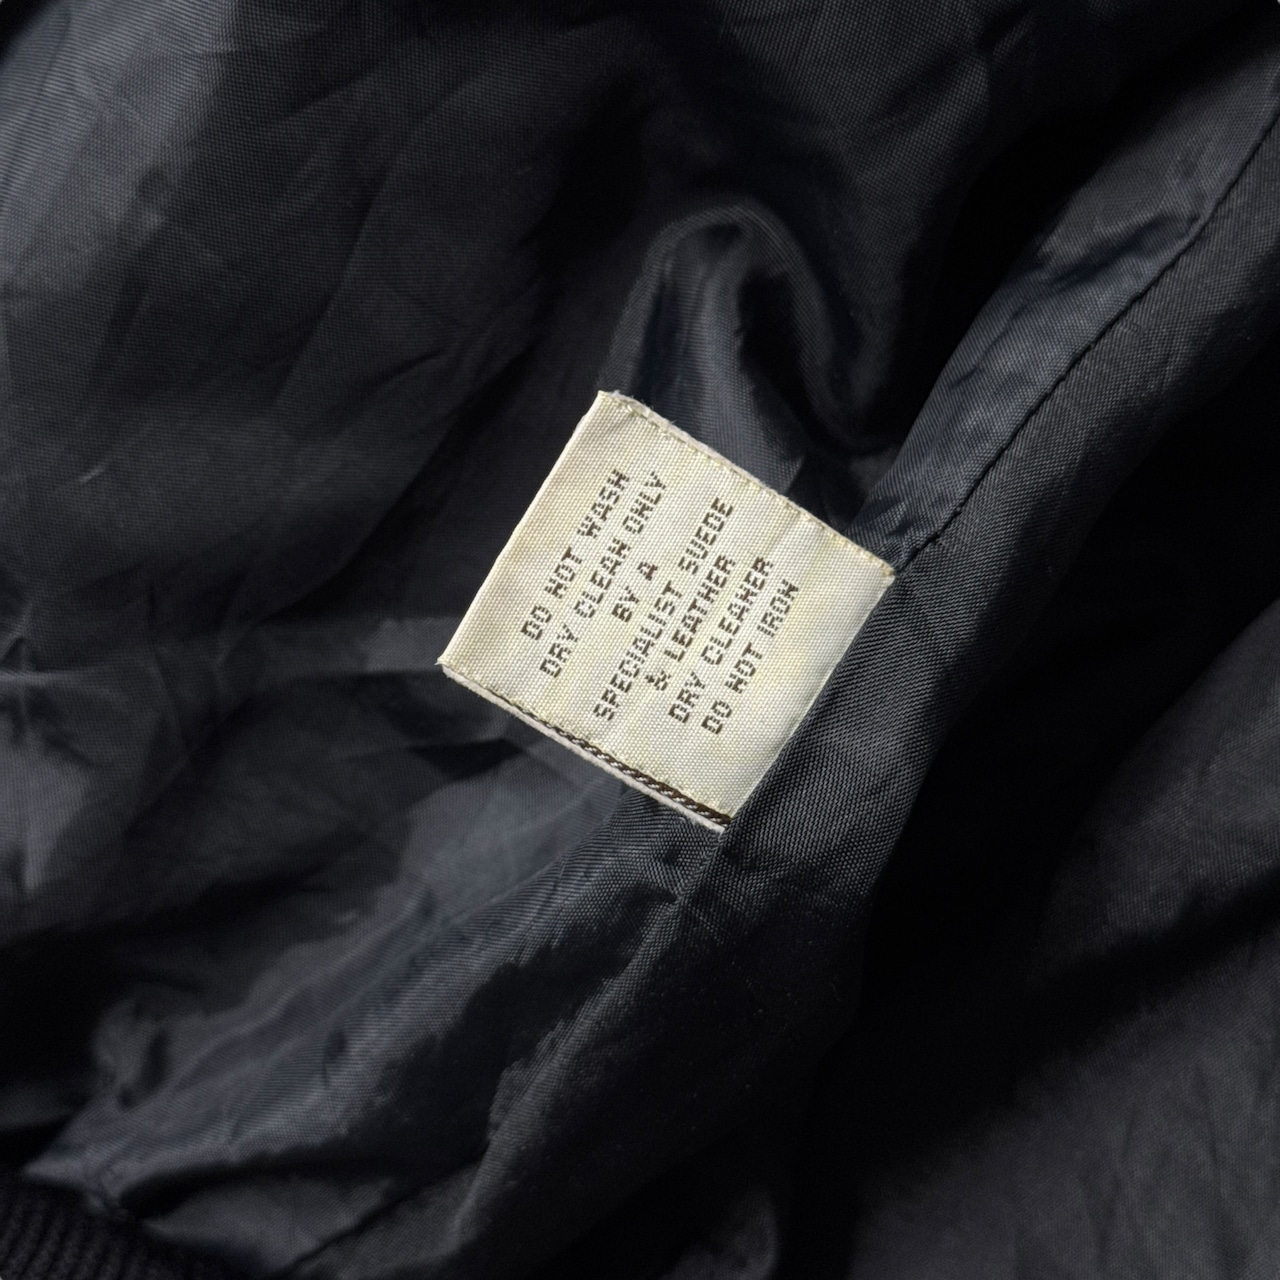 DO NOT WASH
DRY CLEAN ONLY
BY A
SPECIALIST SUEDE
& LEATHER
DRY CLEANER
DO NOT IRON